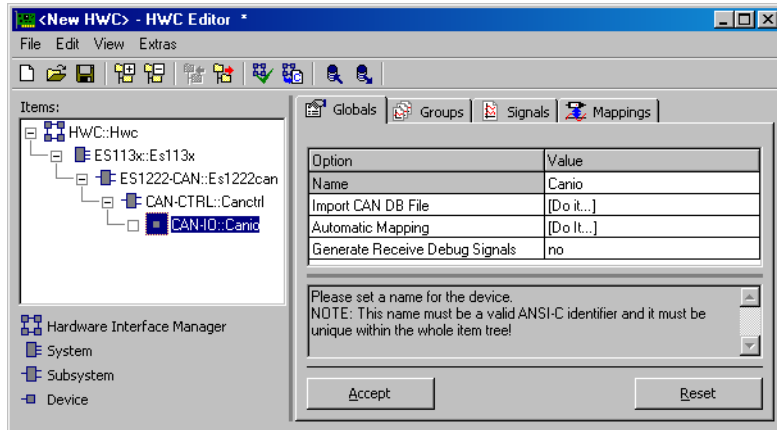 <New HWC> - HWC Editor *
File Edit View Extras
Items:
HWC::Hwc
ES113x::Es113x
ES1222-CAN::Es1222can
CAN-CTRL::Canctrl
CAN-IO::Canio
Hardware Interface Manager
System
Subsystem
Device
Globals Groups Signals Mappings
Option Value
Name Canio
Import CAN DB File [Do it...]
Automatic Mapping [Do It...]
Generate Receive Debug Signals no
Please set a name for the device.
NOTE: This name must be a valid ANSI-C identifier and it must be
unique within the whole item tree!
Accept Reset